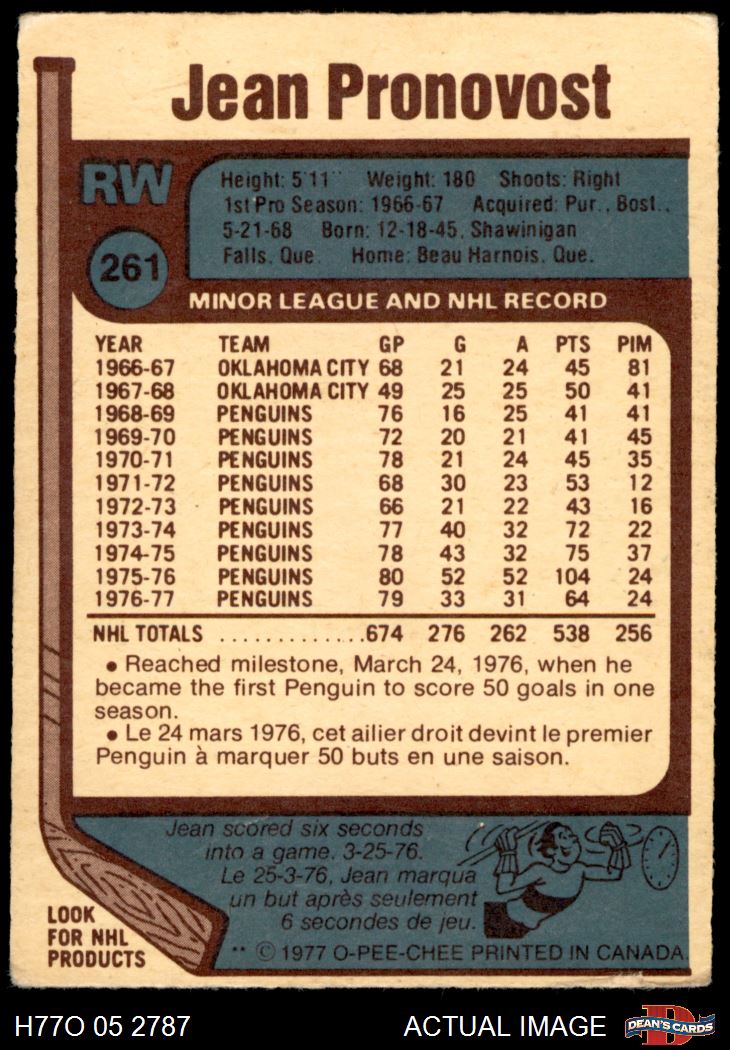 Jean Pronovost
RW
261
Height: 5'11" Weight: 180 Shoots: Right
1st Pro Season: 1966-67 Acquired: Pur., Bost.,
5-21-68 Born: 12-18-45, Shawinigan
Falls, Que. Home: Beau Harnois, Que.
MINOR LEAGUE AND NHL RECORD
YEAR TEAM GP G A PTS PIM
1966-67 OKLAHOMA CITY 68 21 24 45 81
1967-68 OKLAHOMA CITY 49 25 25 50 41
1968-69 PENGUINS 76 16 25 41 41
1969-70 PENGUINS 72 20 21 41 45
1970-71 PENGUINS 78 21 24 45 35
1971-72 PENGUINS 68 30 23 53 12
1972-73 PENGUINS 66 21 22 43 16
1973-74 PENGUINS 77 40 32 72 22
1974-75 PENGUINS 78 43 32 75 37
1975-76 PENGUINS 80 52 52 104 24
1976-77 PENGUINS 79 33 31 64 24
NHL TOTALS ..............674 276 262 538 256
• Reached milestone, March 24, 1976, when he
became the first Penguin to score 50 goals in one
season.
• Le 24 mars 1976, cet ailier droit devint le premier
Penguin à marquer 50 buts en une saison.
Jean scored six seconds
into a game. 3-25-76.
Le 25-3-76, Jean marqua
un but après seulement
6 secondes de jeu.
LOOK
FOR NHL
PRODUCTS
** © 1977 O-PEE-CHEE PRINTED IN CANADA
H77O 05 2787
ACTUAL IMAGE
D
DEAN'S CARDS